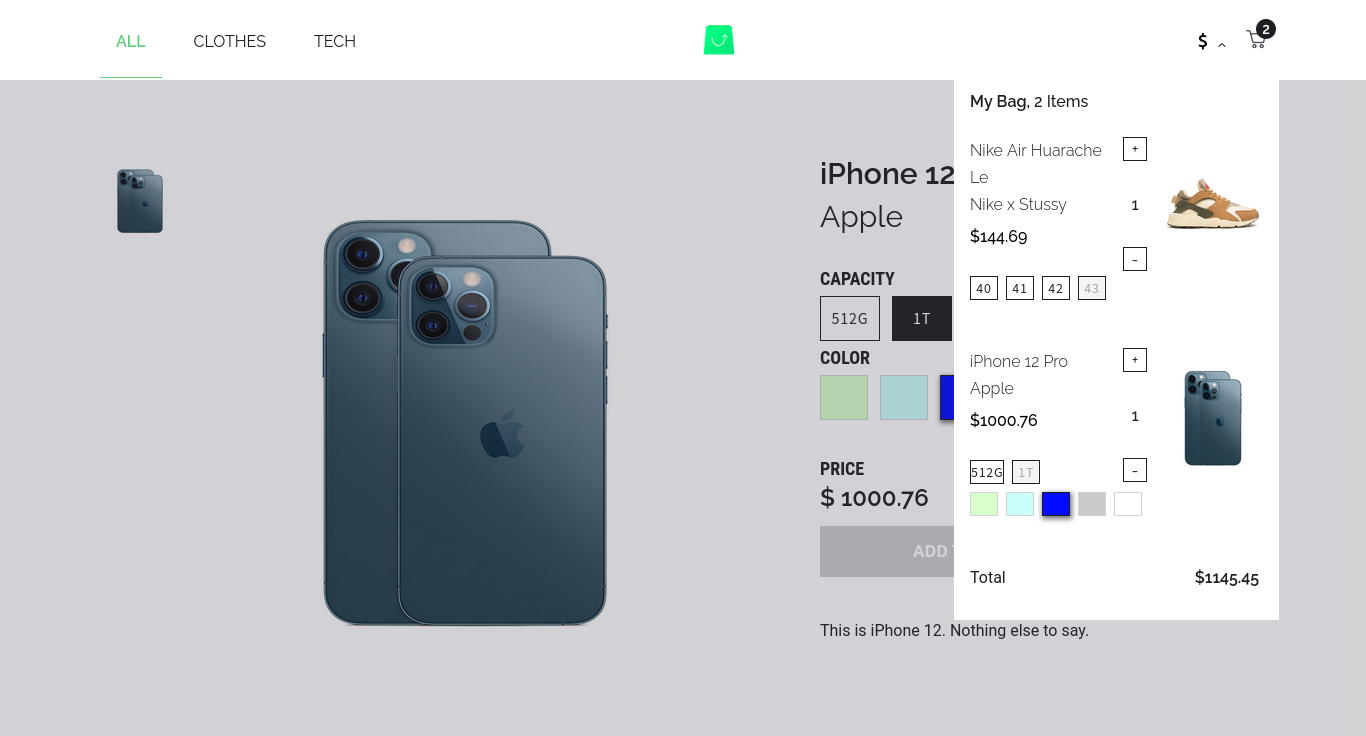 ALL
CLOTHES
TECH
$
2
My Bag, 2 Items
Nike Air Huarache
Le
Nike x Stussy
$144.69
+
1
-
40
41
42
43
iPhone 12 Pro
Apple
$1000.76
+
1
-
512G
1T
Total
$1145.45
iPhone 12
Apple
CAPACITY
512G
1T
COLOR
PRICE
$ 1000.76
ADD
This is iPhone 12. Nothing else to say.